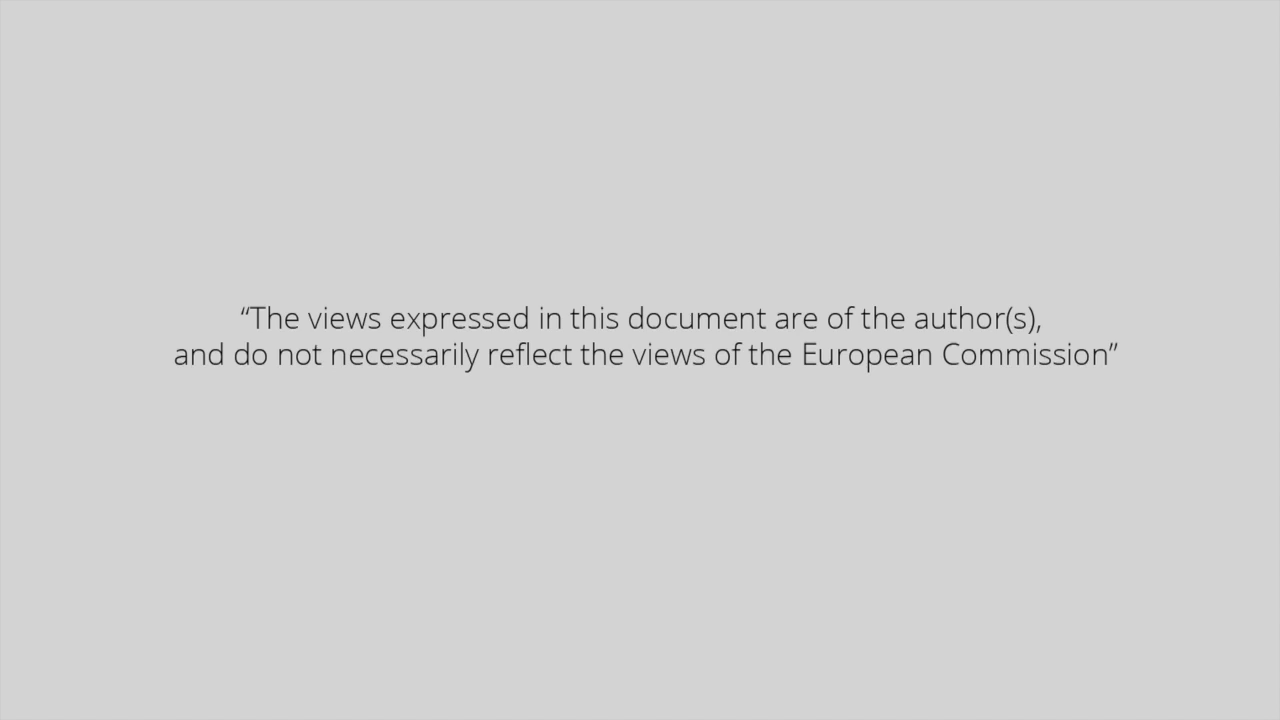 “The views expressed in this document are of the author(s),
and do not necessarily reflect the views of the European Commission”